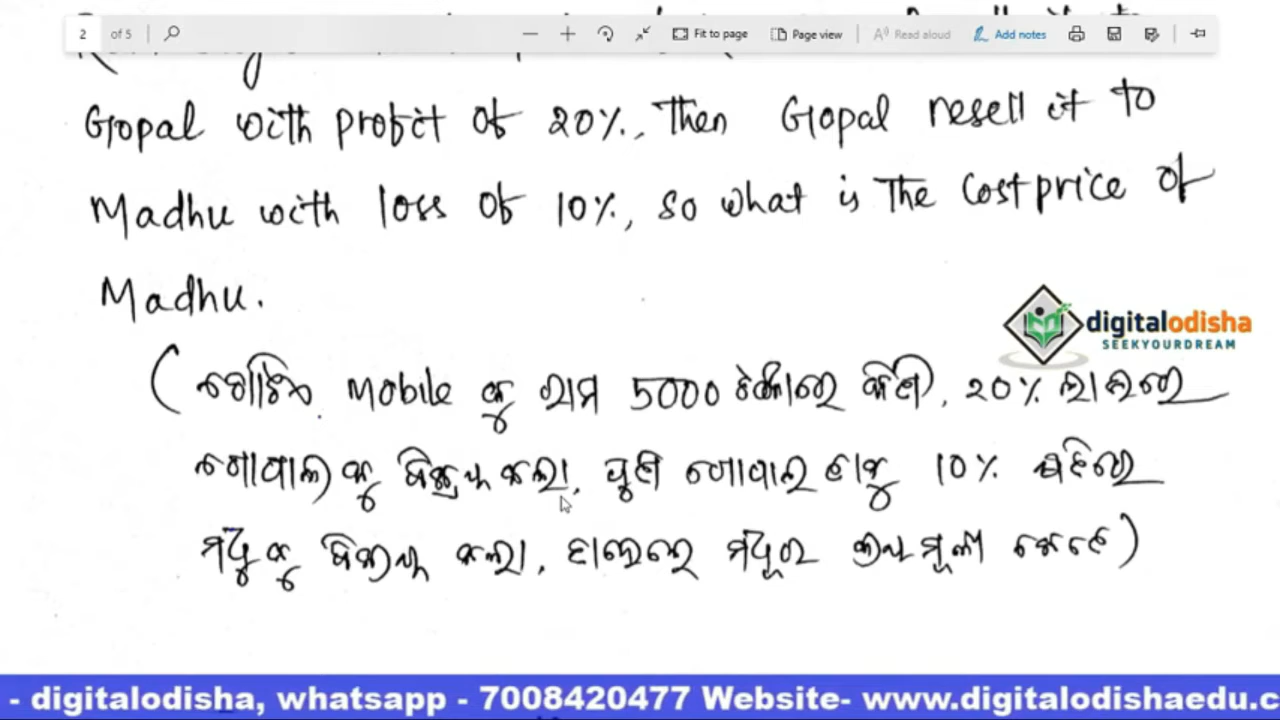 2 of 5 Fit to page Page view Read aloud Add notes
Gopal with profit of 20%, Then Gopal resell it to
Madhu with loss of 10%, so what is The Cost price of
Madhu.
digitalodisha
SEEKYOURDREAM
( ଗୋଟିଏ Mobile କୁ ରାମ 5000 ଟଙ୍କାରେ କିଣି, 20% ଲାଭରେ
ଗୋପାଳ କୁ ବିକ୍ରୟ କଲା, ପୁଣି ଗୋପାଳ ତାକୁ 10% କ୍ଷତିରେ
ମଧୁ କୁ ବିକ୍ରୟ କଲା, ତାହେଲେ ମଧୁର କ୍ରୟ ମୂଲ୍ୟ କେତେ )
- digitalodisha, whatsapp - 7008420477 Website- www.digitalodishaedu.c